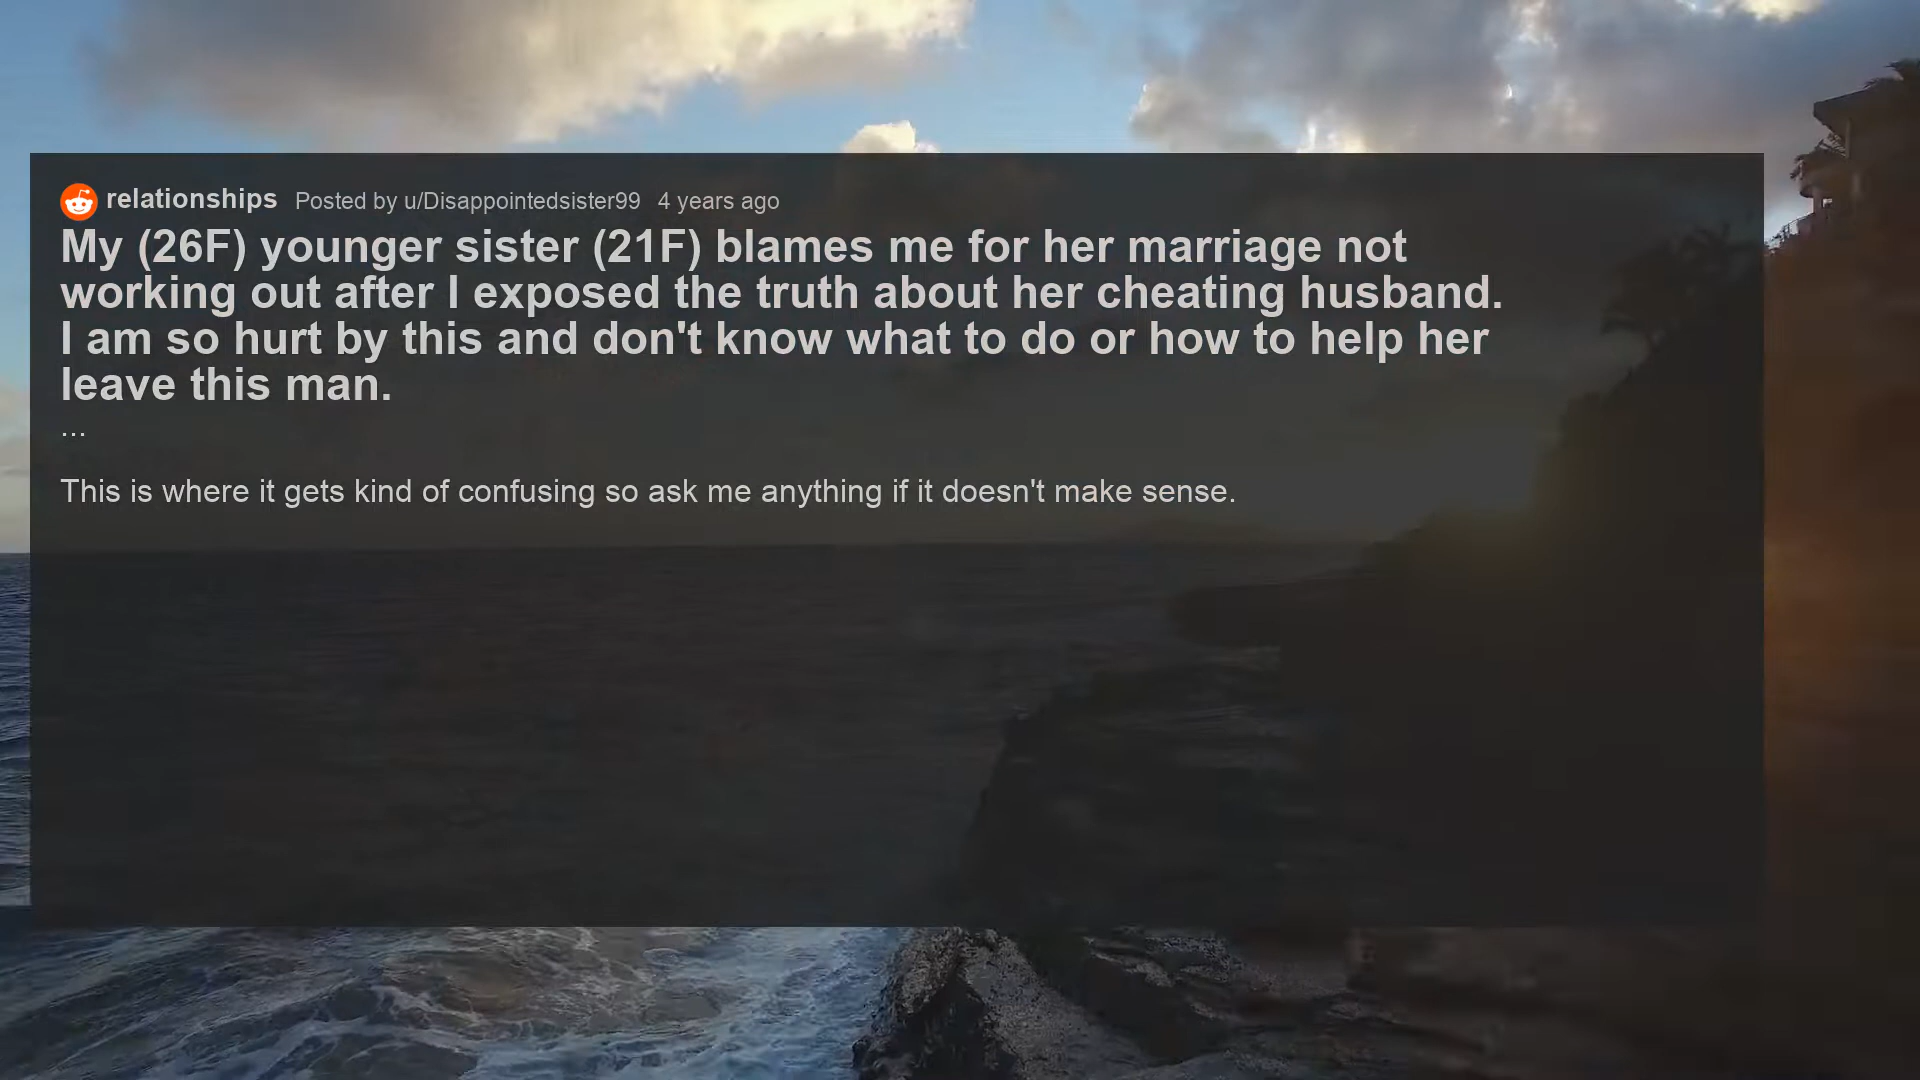 relationships Posted by u/Disappointedsister99 4 years ago
My (26F) younger sister (21F) blames me for her marriage not
working out after I exposed the truth about her cheating husband.
I am so hurt by this and don't know what to do or how to help her
leave this man.
...
This is where it gets kind of confusing so ask me anything if it doesn't make sense.